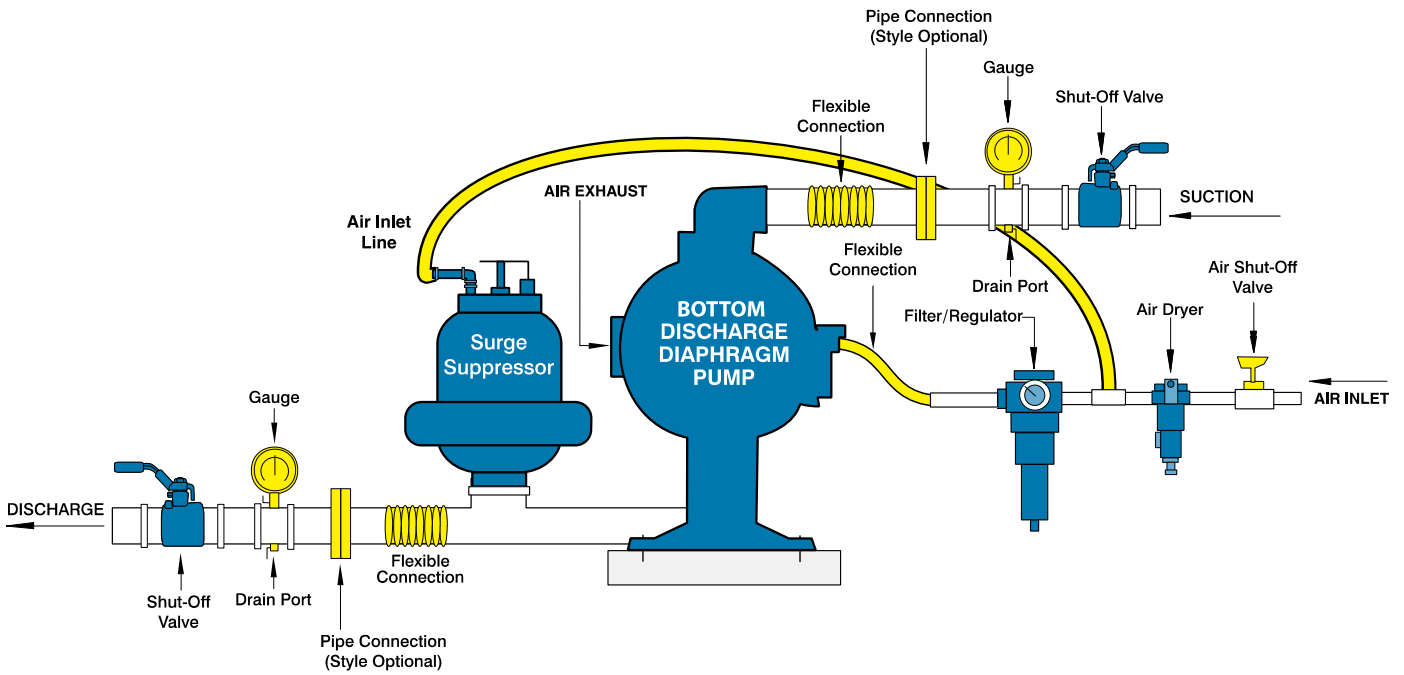 Pipe Connection
(Style Optional)
Gauge
Shut-Off Valve
Flexible
Connection
AIR EXHAUST
SUCTION
Air Inlet
Line
Flexible
Connection
Drain Port
Air Shut-Off
Valve
Filter/Regulator
Air Dryer
BOTTOM
DISCHARGE
DIAPHRAGM
PUMP
Surge
Suppressor
AIR INLET
Gauge
DISCHARGE
Flexible
Connection
Shut-Off
Valve
Drain Port
Pipe Connection
(Style Optional)